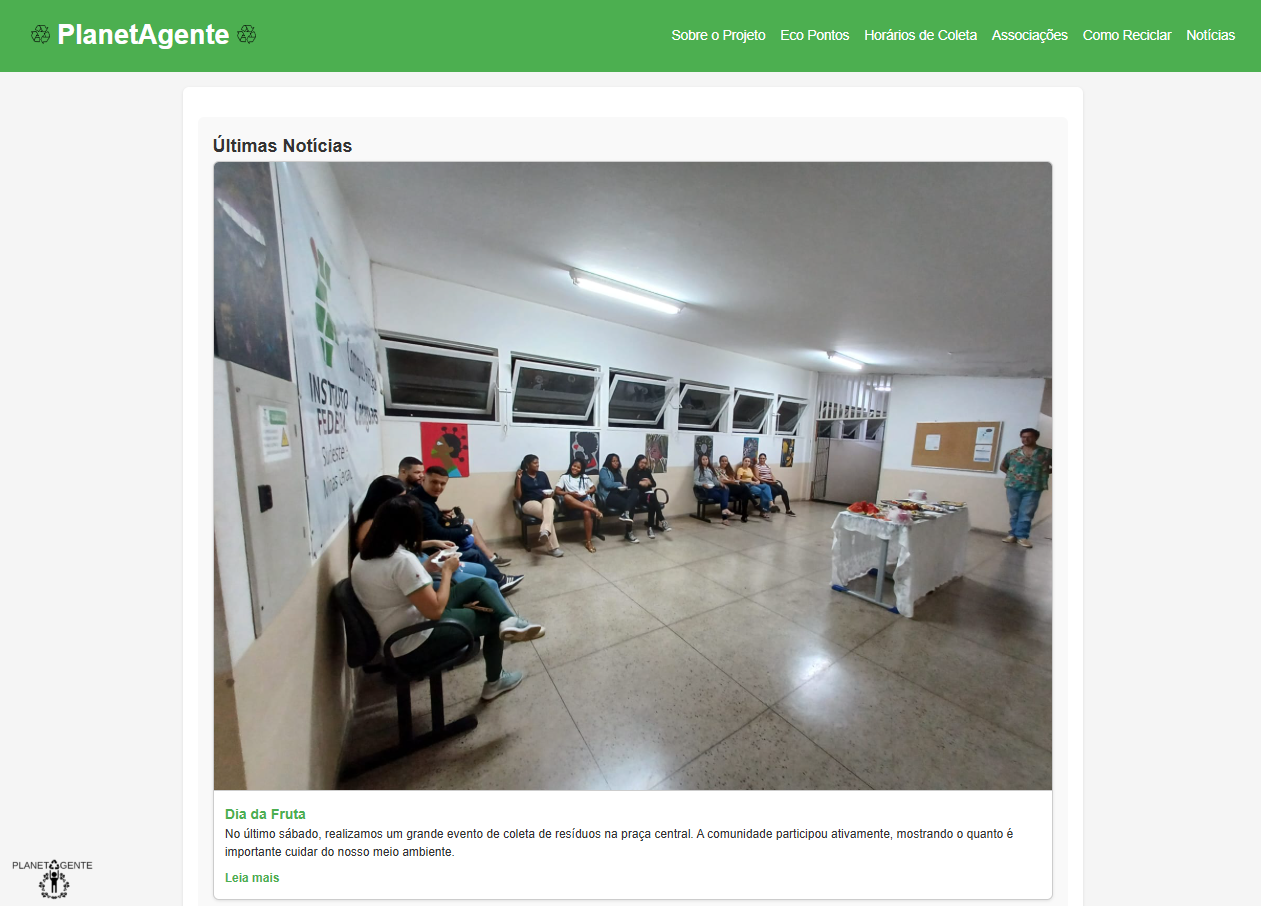 PlanetAgente
Sobre o Projeto Eco Pontos Horários de Coleta Associações Como Reciclar Notícias
Últimas Notícias
INSTITUTO
FEDERAL
Sudeste
Minas Gerais
Dia da Fruta
No último sábado, realizamos um grande evento de coleta de resíduos na praça central. A comunidade participou ativamente, mostrando o quanto é
importante cuidar do nosso meio ambiente.
Leia mais
PLANETAGENTE